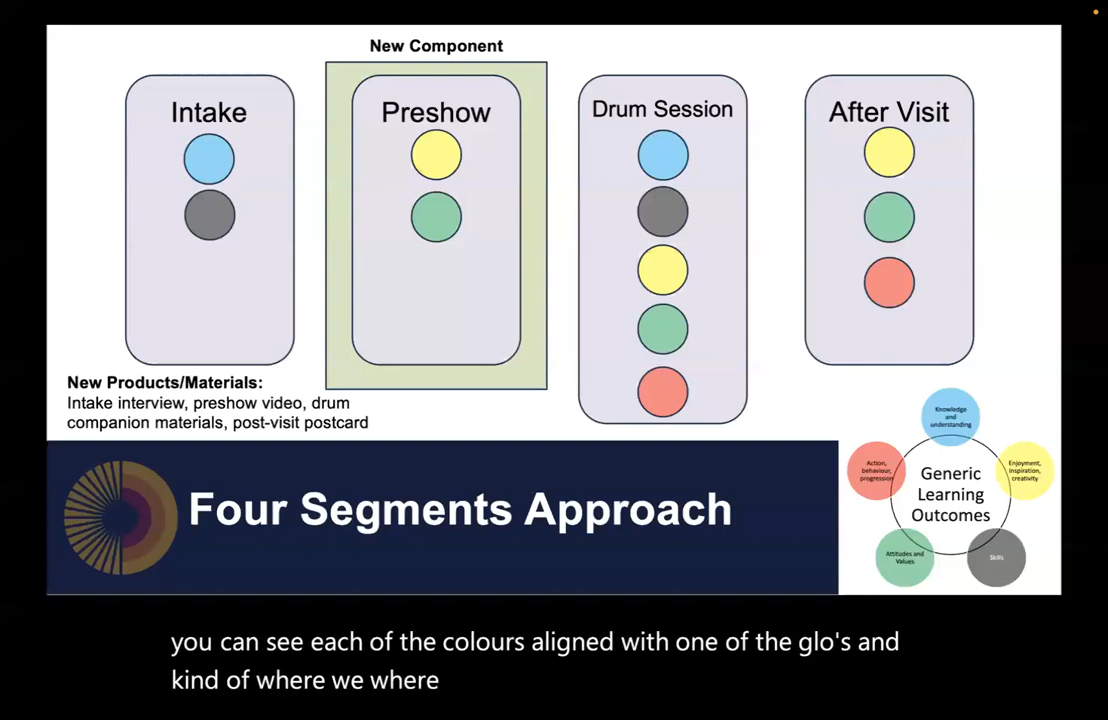 New Component
Intake
Preshow
Drum Session
After Visit
New Products/Materials:
Intake interview, preshow video, drum
companion materials, post-visit postcard
Four Segments Approach
Knowledge
and
understanding
Action,
behaviour,
progression
Enjoyment,
inspiration,
creativity
Generic
Learning
Outcomes
Attitudes and
Values
Skills
you can see each of the colours aligned with one of the glo's and
kind of where we where